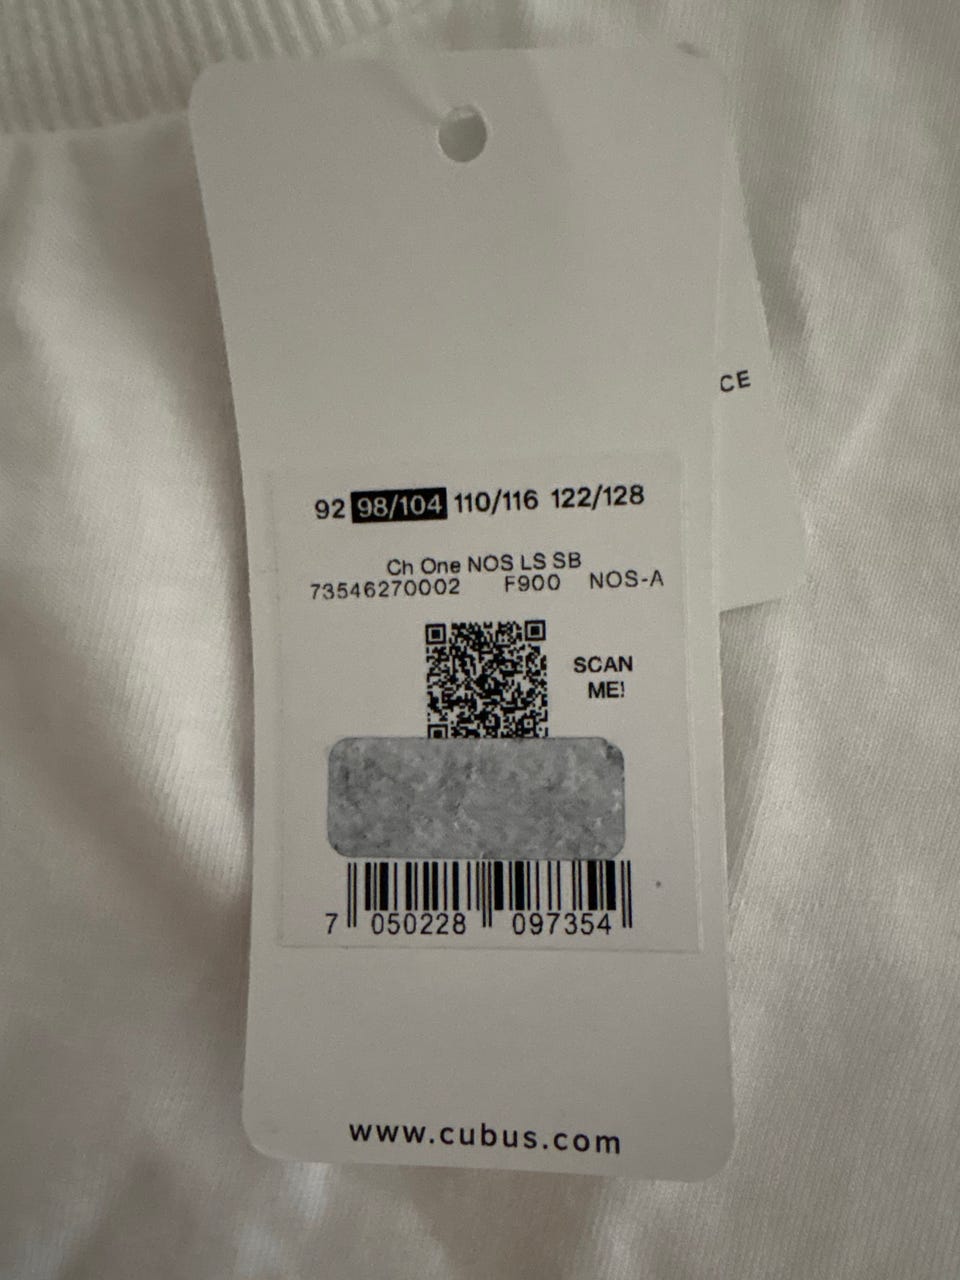 CE
92 98/104 110/116 122/128
Ch One NOS LS SB
73546270002 F900 NOS-A
SCAN
ME!
7 050228 097354
www.cubus.com